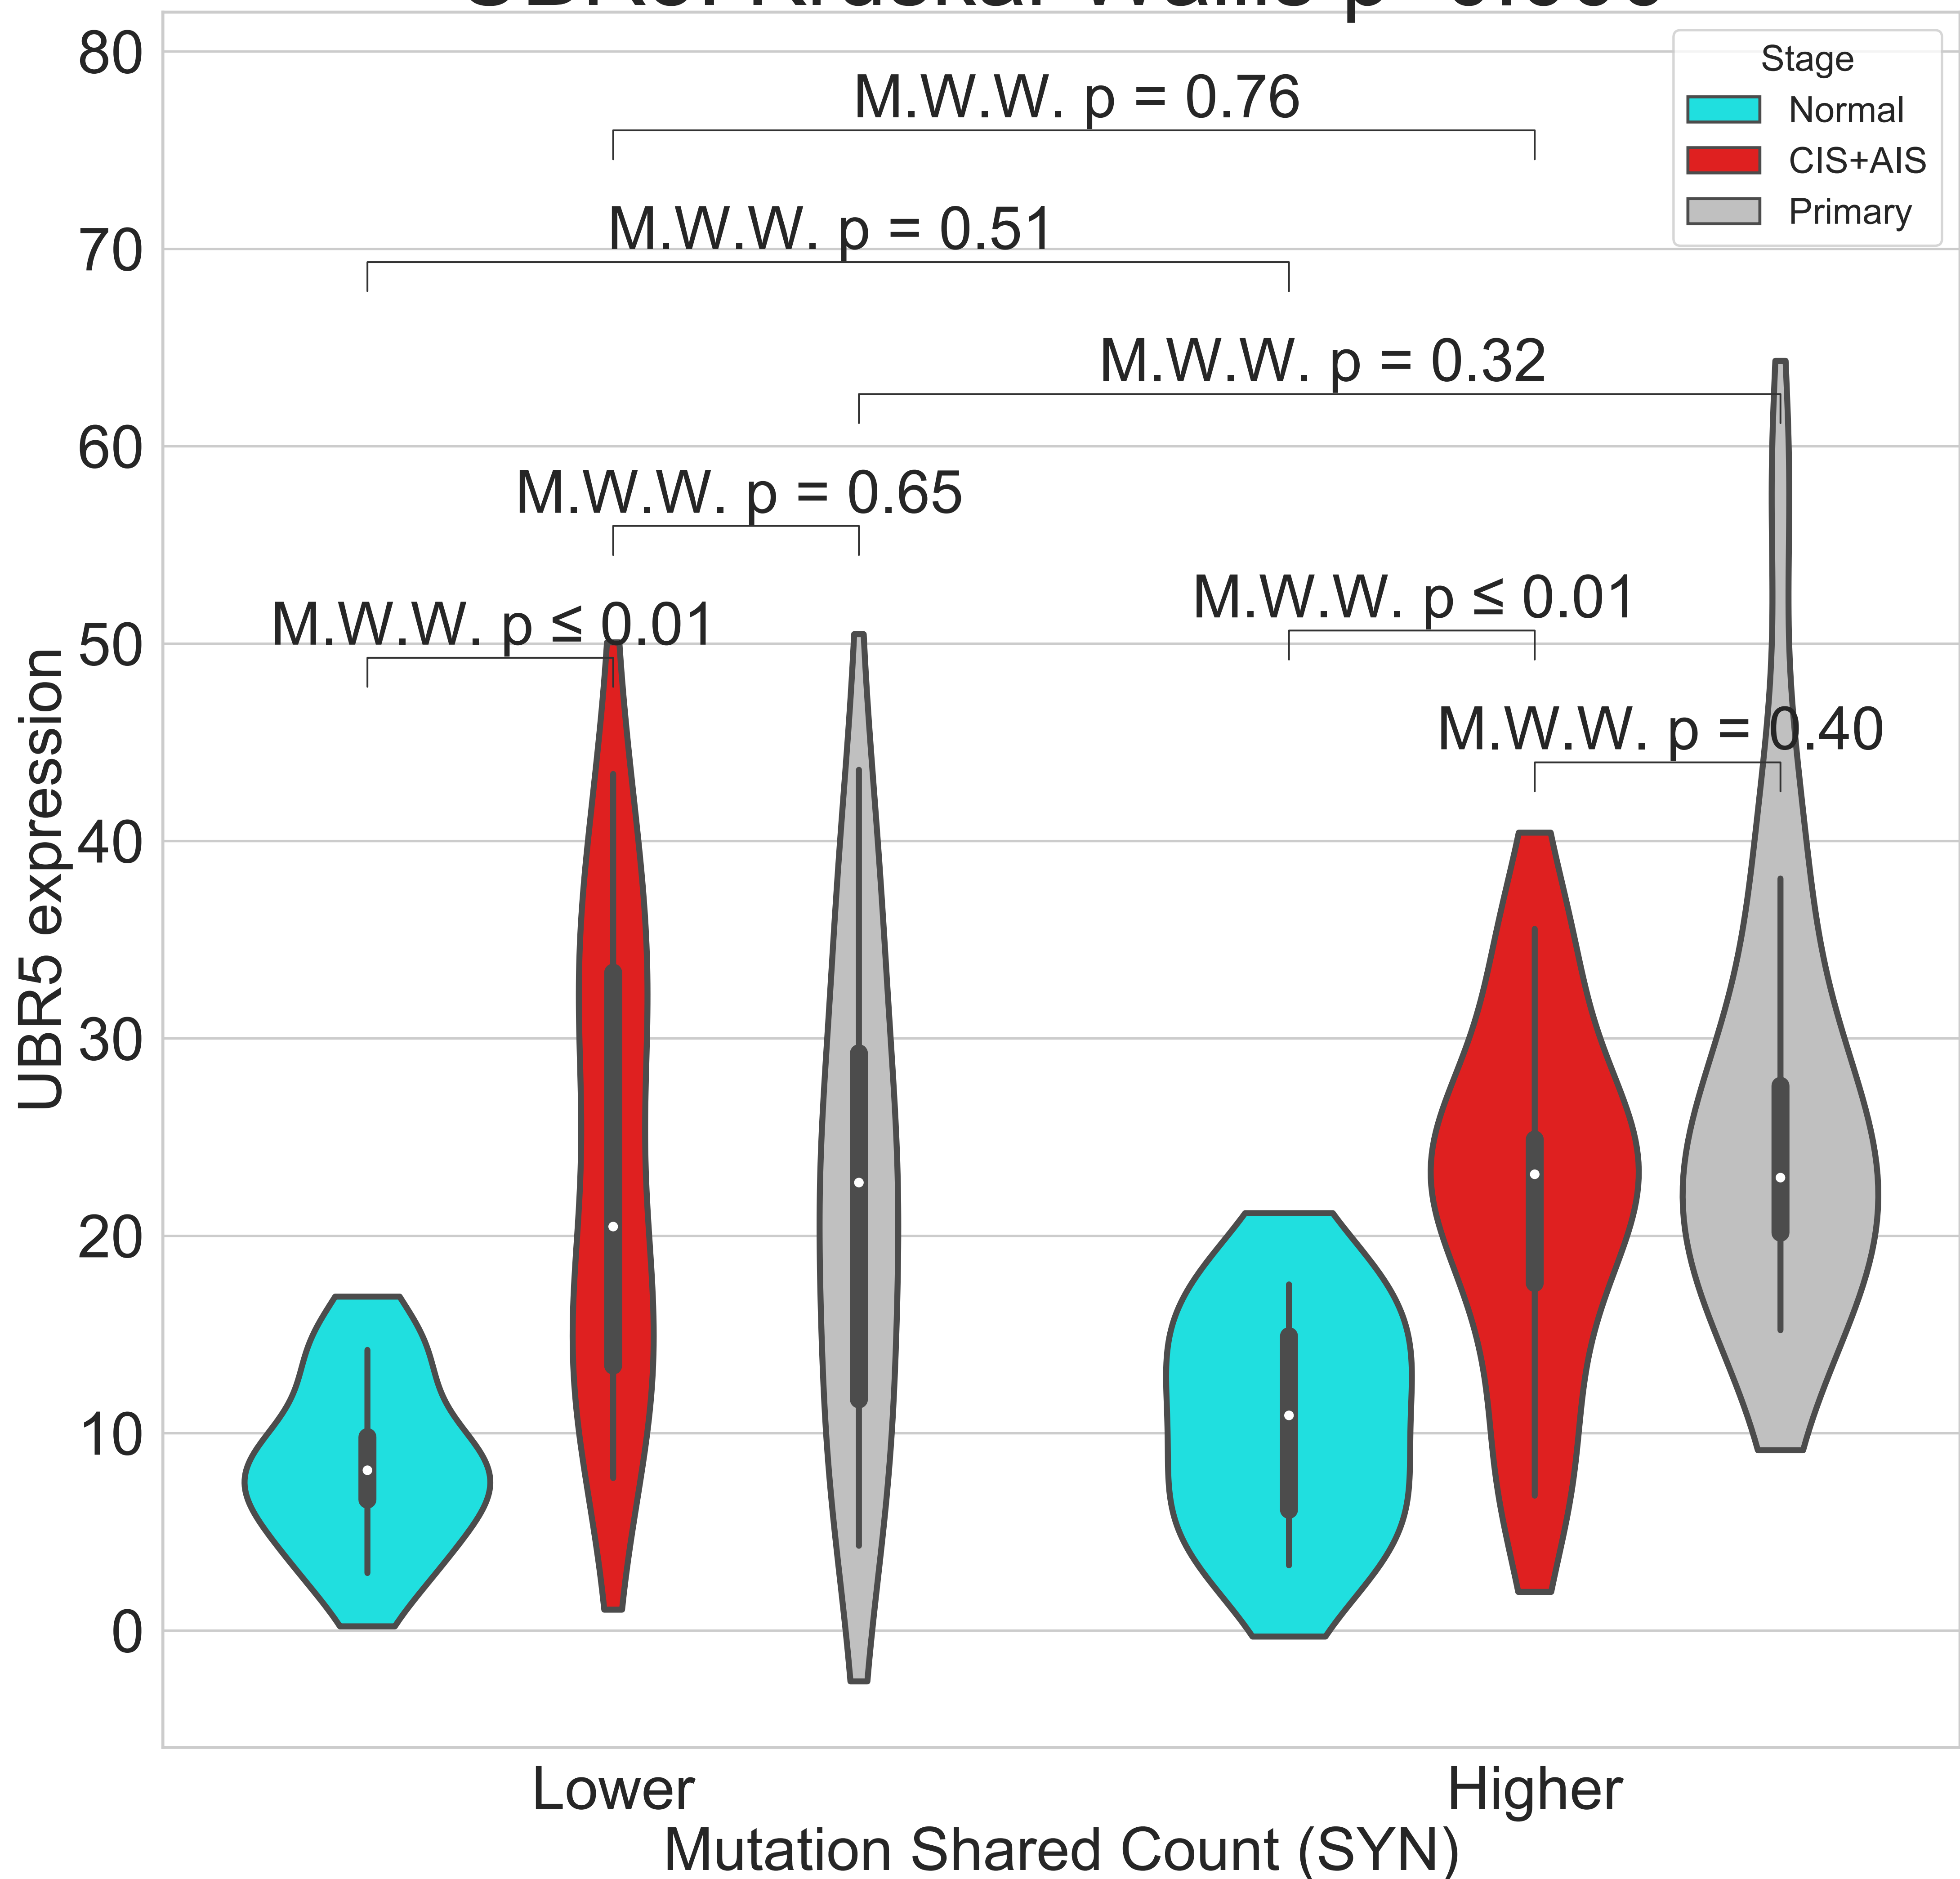 80
70
60
50
40
30
20
10
0
UBR5 expression
M.W.W. p = 0.76
M.W.W. p = 0.51
M.W.W. p = 0.32
M.W.W. p = 0.65
M.W.W. p ≤ 0.01
M.W.W. p ≤ 0.01
M.W.W. p = 0.40
Stage
Normal
CIS+AIS
Primary
Lower
Higher
Mutation Shared Count (SYN)